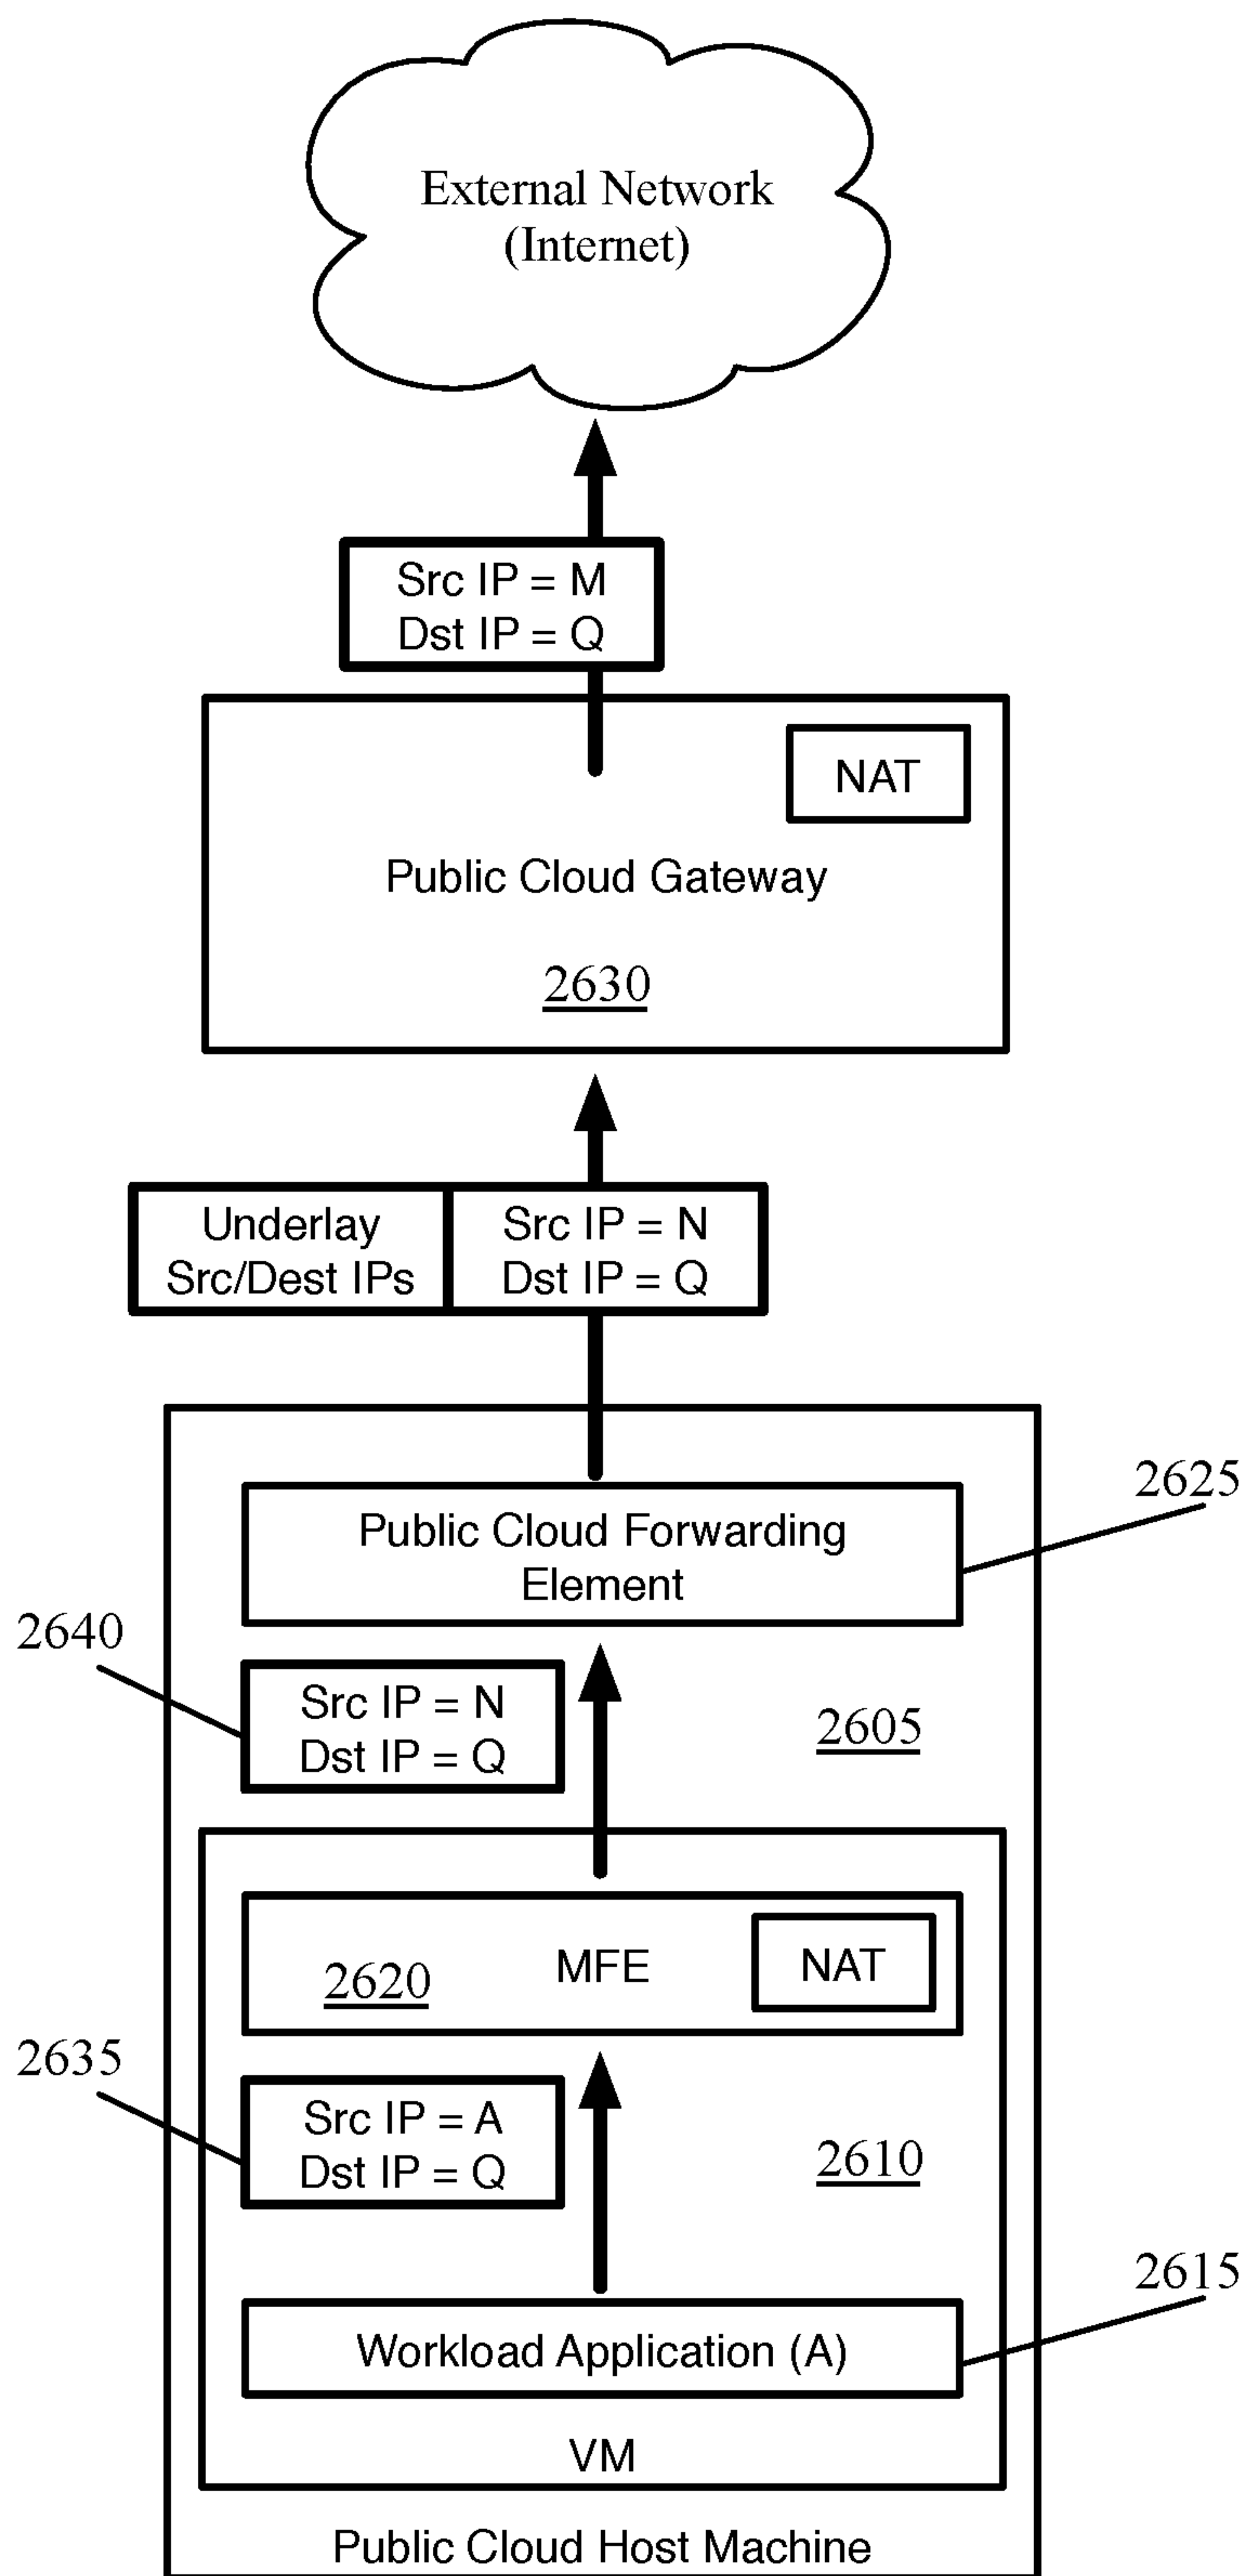 External Network
(Internet)
Src IP = M
Dst IP = Q
NAT
Public Cloud Gateway
2630
Underlay
Src/Dest IPs
Src IP = N
Dst IP = Q
2625
Public Cloud Forwarding
Element
2640
Src IP = N
Dst IP = Q
2605
2620
MFE
NAT
2635
Src IP = A
Dst IP = Q
2610
2615
Workload Application (A)
VM
Public Cloud Host Machine